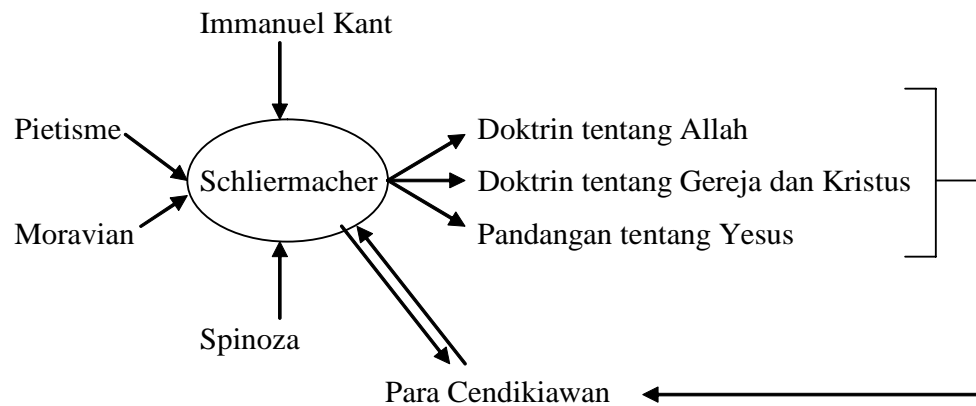 Immanuel Kant
Pietisme
Doktrin tentang Allah
Schliermacher
Doktrin tentang Gereja dan Kristus
Moravian
Pandangan tentang Yesus
Spinoza
Para Cendikiawan